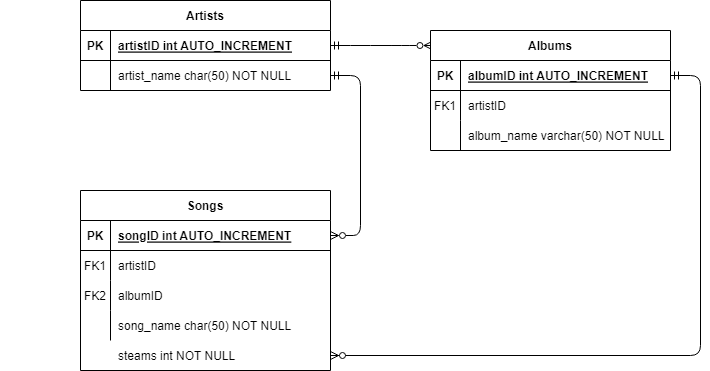 Artists
PK artistID int AUTO_INCREMENT
artist_name char(50) NOT NULL
Albums
PK albumID int AUTO_INCREMENT
FK1 artistID
album_name varchar(50) NOT NULL
Songs
PK songID int AUTO_INCREMENT
FK1 artistID
FK2 albumID
song_name char(50) NOT NULL
steams int NOT NULL